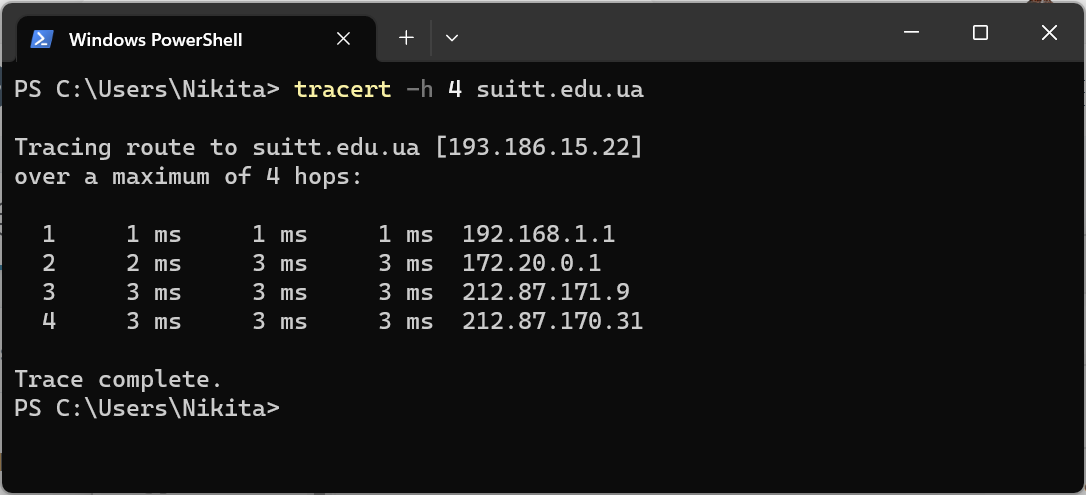 Windows PowerShell
PS C:\Users\Nikita> tracert -h 4 suitt.edu.ua
Tracing route to suitt.edu.ua [193.186.15.22]
over a maximum of 4 hops:
1 1 ms 1 ms 1 ms 192.168.1.1
2 2 ms 3 ms 3 ms 172.20.0.1
3 3 ms 3 ms 3 ms 212.87.171.9
4 3 ms 3 ms 3 ms 212.87.170.31
Trace complete.
PS C:\Users\Nikita>